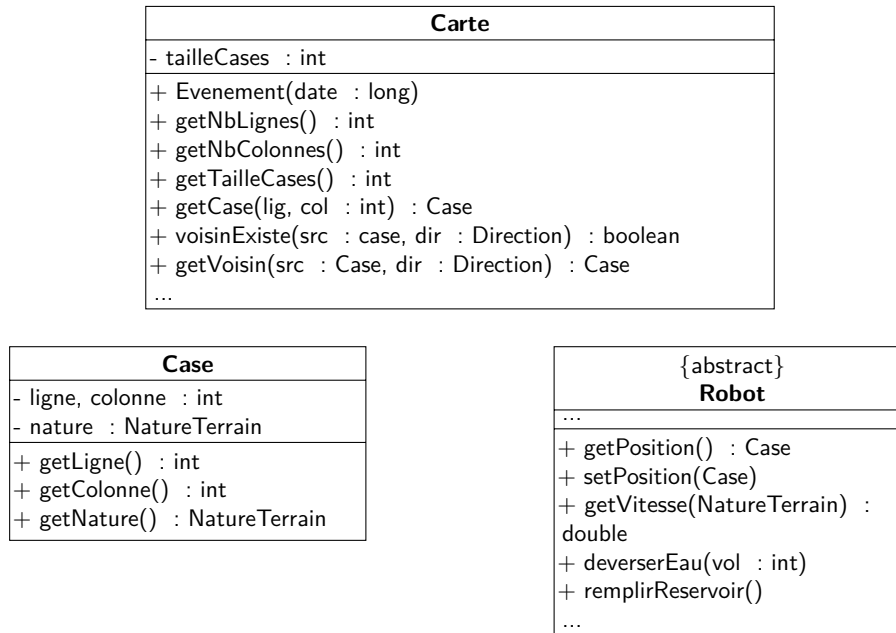 Carte
- tailleCases : int
+ Evenement(date : long)
+ getNbLignes() : int
+ getNbColonnes() : int
+ getTailleCases() : int
+ getCase(lig, col : int) : Case
+ voisinExiste(src : case, dir : Direction) : boolean
+ getVoisin(src : Case, dir : Direction) : Case
...
Case
- ligne, colonne : int
- nature : NatureTerrain
+ getLigne() : int
+ getColonne() : int
+ getNature() : NatureTerrain
{abstract}
Robot
...
+ getPosition() : Case
+ setPosition(Case)
+ getVitesse(NatureTerrain) :
double
+ deverserEau(vol : int)
+ remplirReservoir()
...